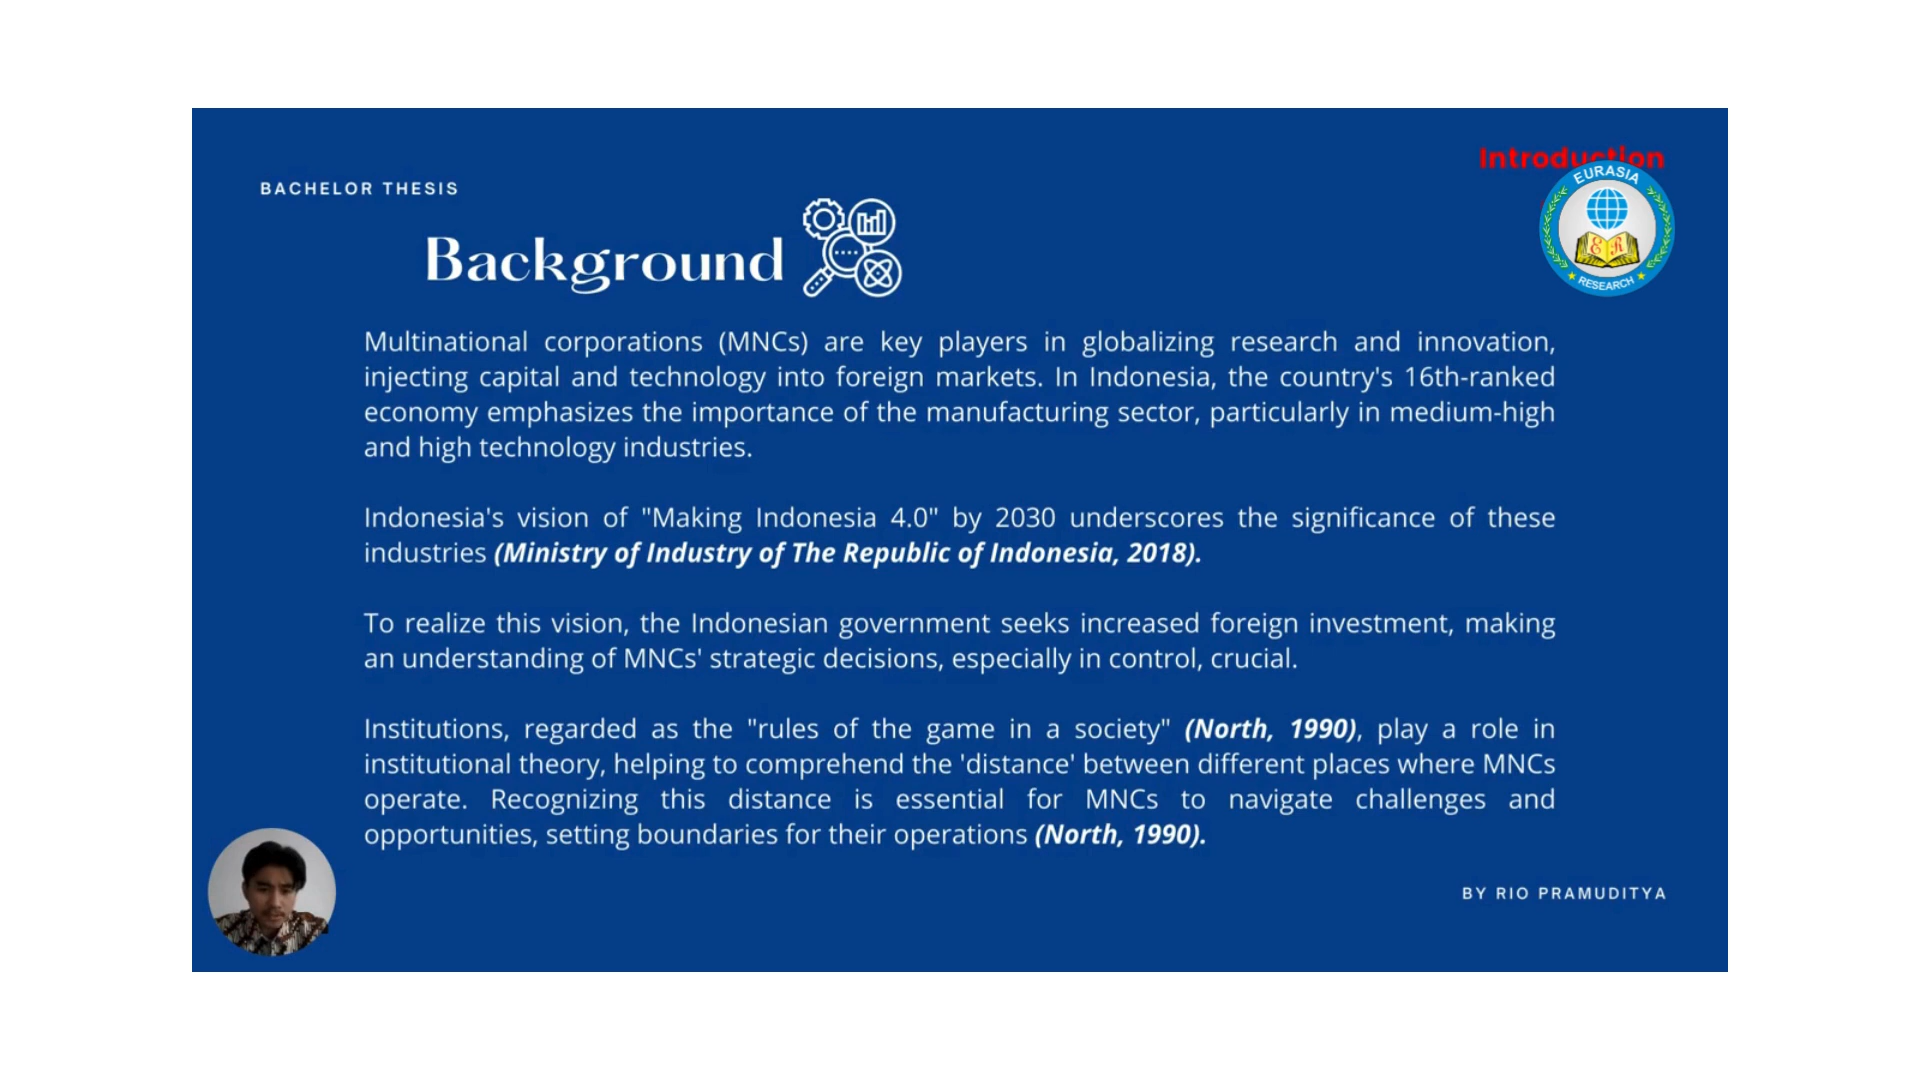 Introduction
EURASIA
BACHELOR THESIS
Background
E R
RESEARCH
Multinational corporations (MNCs) are key players in globalizing research and innovation,
injecting capital and technology into foreign markets. In Indonesia, the country's 16th-ranked
economy emphasizes the importance of the manufacturing sector, particularly in medium-high
and high technology industries.
Indonesia's vision of "Making Indonesia 4.0" by 2030 underscores the significance of these
industries (Ministry of Industry of The Republic of Indonesia, 2018).
To realize this vision, the Indonesian government seeks increased foreign investment, making
an understanding of MNCs' strategic decisions, especially in control, crucial.
Institutions, regarded as the "rules of the game in a society" (North, 1990), play a role in
institutional theory, helping to comprehend the 'distance' between different places where MNCs
operate. Recognizing this distance is essential for MNCs to navigate challenges and
opportunities, setting boundaries for their operations (North, 1990).
BY RIO PRAMUDITYA